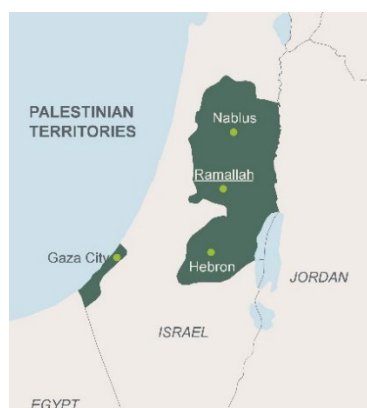 PALESTINIAN
TERRITORIES
Nablus
Ramallah
Gaza City
Hebron
JORDAN
ISRAEL
EGYPT